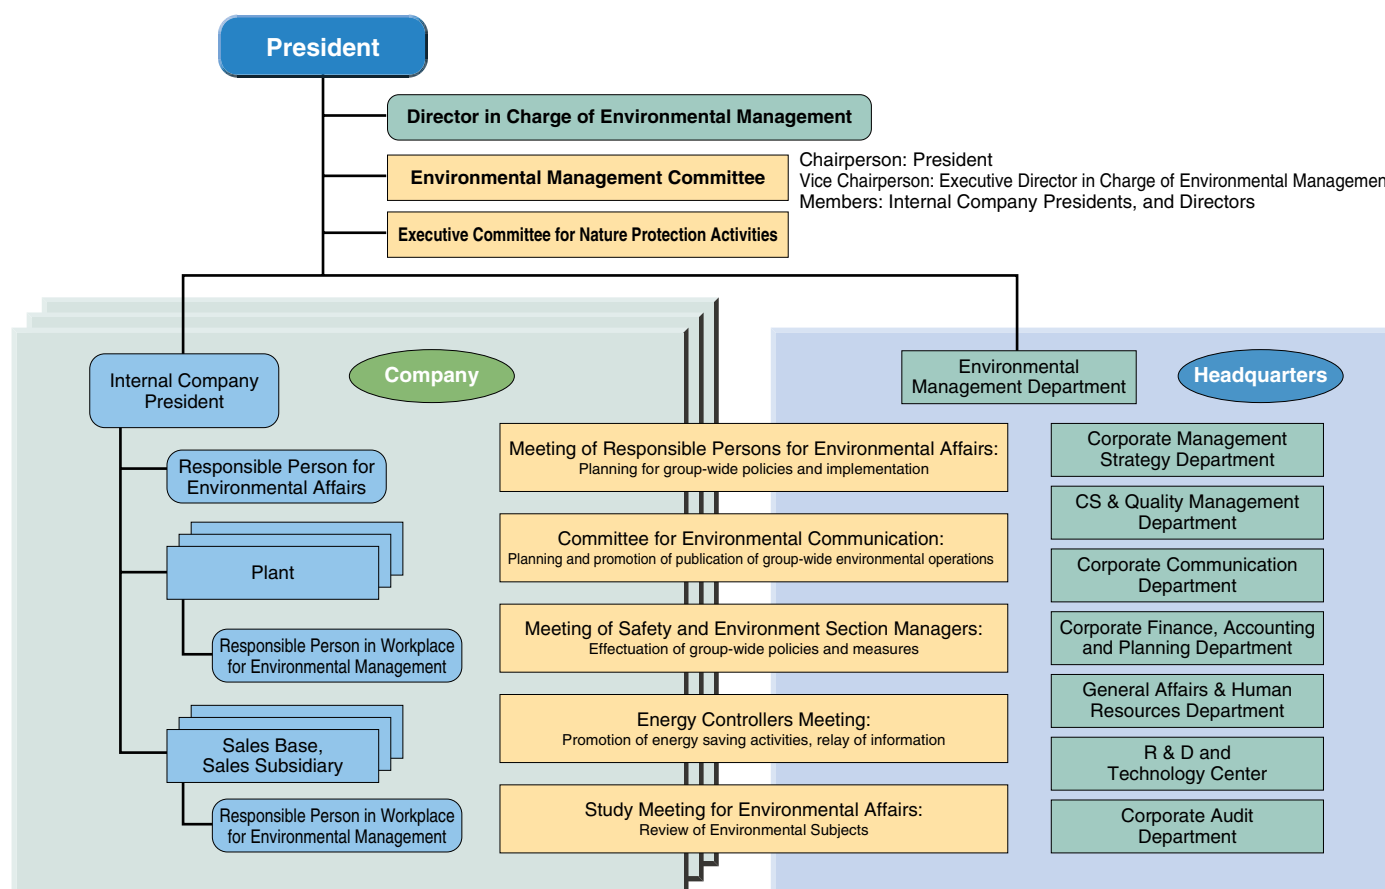 President
Director in Charge of Environmental Management
Environmental Management Committee
Chairperson: President
Vice Chairperson: Executive Director in Charge of Environmental Management
Members: Internal Company Presidents, and Directors
Executive Committee for Nature Protection Activities
Internal Company
President
Company
Environmental
Management Department
Headquarters
Responsible Person for
Environmental Affairs
Plant
Responsible Person in Workplace
for Environmental Management
Sales Base,
Sales Subsidiary
Responsible Person in Workplace
for Environmental Management
Meeting of Responsible Persons for Environmental Affairs:
Planning for group-wide policies and implementation
Committee for Environmental Communication:
Planning and promotion of publication of group-wide environmental operations
Meeting of Safety and Environment Section Managers:
Effectuation of group-wide policies and measures
Energy Controllers Meeting:
Promotion of energy saving activities, relay of information
Study Meeting for Environmental Affairs:
Review of Environmental Subjects
Corporate Management
Strategy Department
CS & Quality Management
Department
Corporate Communication
Department
Corporate Finance, Accounting
and Planning Department
General Affairs & Human
Resources Department
R & D and
Technology Center
Corporate Audit
Department